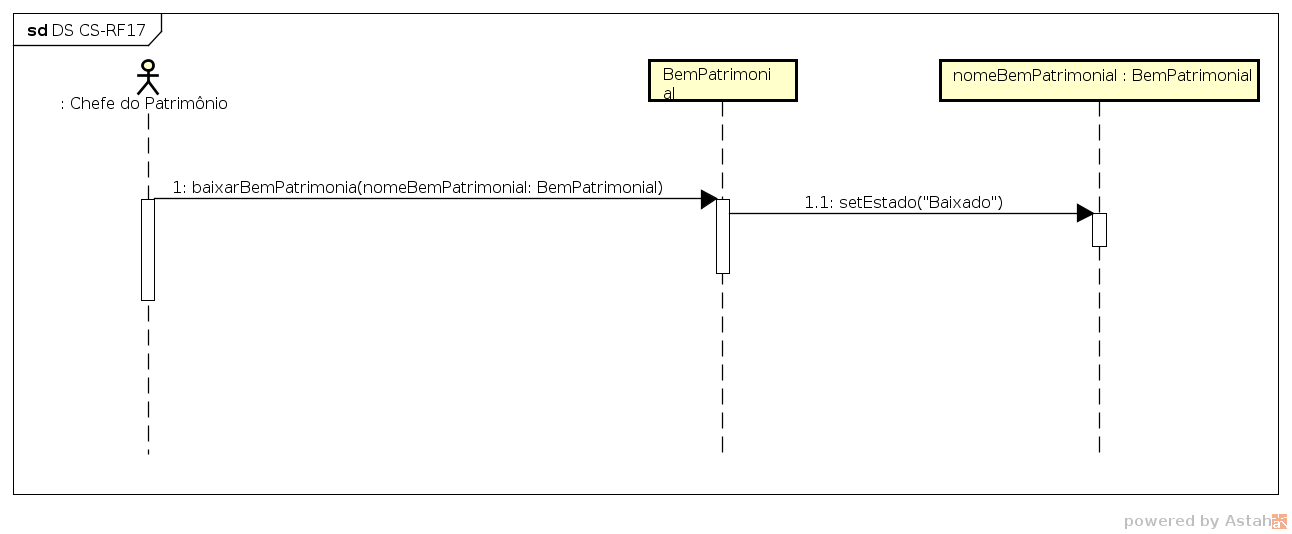 sd DS CS-RF17
: Chefe do Patrimônio
BemPatrimoni
al
nomeBemPatrimonial : BemPatrimonial
1: baixarBemPatrimonia(nomeBemPatrimonial: BemPatrimonial)
1.1: setEstado("Baixado")
powered by Astah